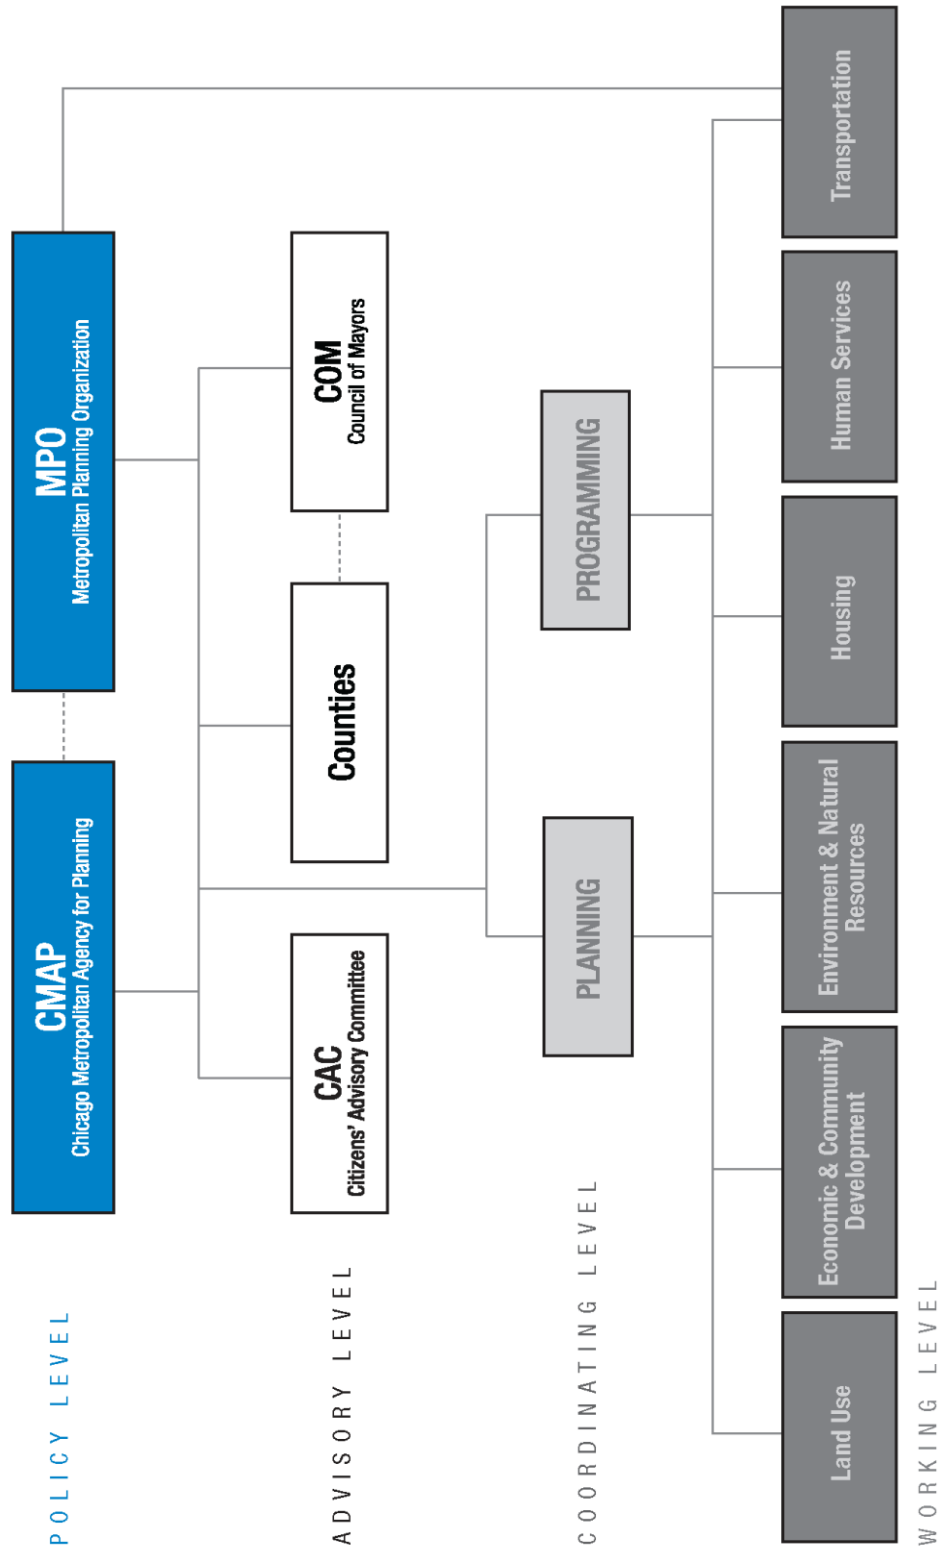 POLICY LEVEL
CMAP
Chicago Metropolitan Agency for Planning
MPO
Metropolitan Planning Organization
ADVISORY LEVEL
CAC
Citizens' Advisory Committee
Counties
COM
Council of Mayors
COORDINATING LEVEL
PLANNING
PROGRAMMING
Land Use
Economic & Community
Development
Environment & Natural
Resources
Housing
Human Services
Transportation
WORKING LEVEL